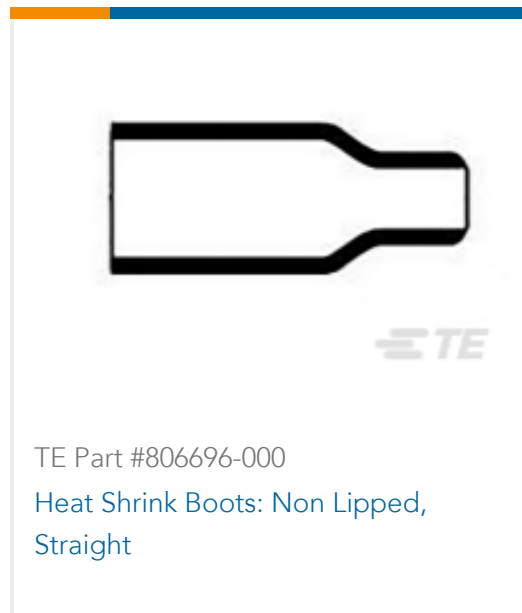 TE
TE Part #806696-000
Heat Shrink Boots: Non Lipped,
Straight